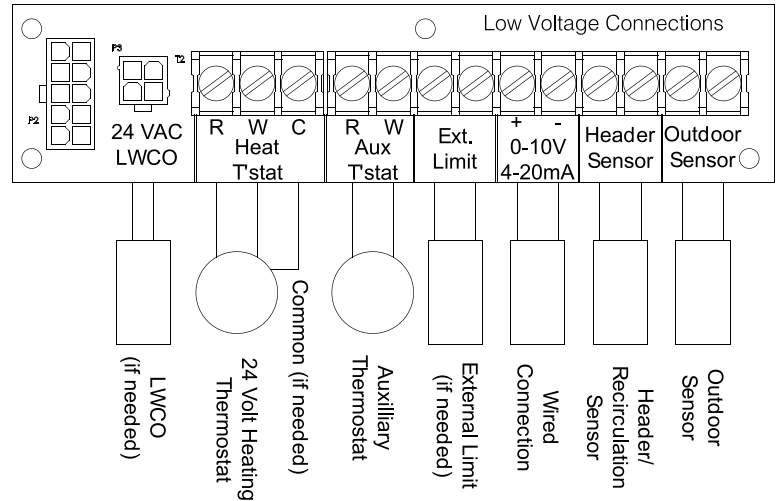 Low Voltage Connections
P3
T2
P2
24 VAC
LWCO
R W C
Heat
T'stat
R W
Aux
T'stat
Ext.
Limit
+ -
0-10V
4-20mA
Header
Sensor
Outdoor
Sensor
LWCO
(if needed)
24 Volt Heating
Thermostat
Common (if needed)
Auxilliary
Thermostat
External Limit
(if needed)
Wired
Connection
Header/
Recirculation
Sensor
Outdoor
Sensor